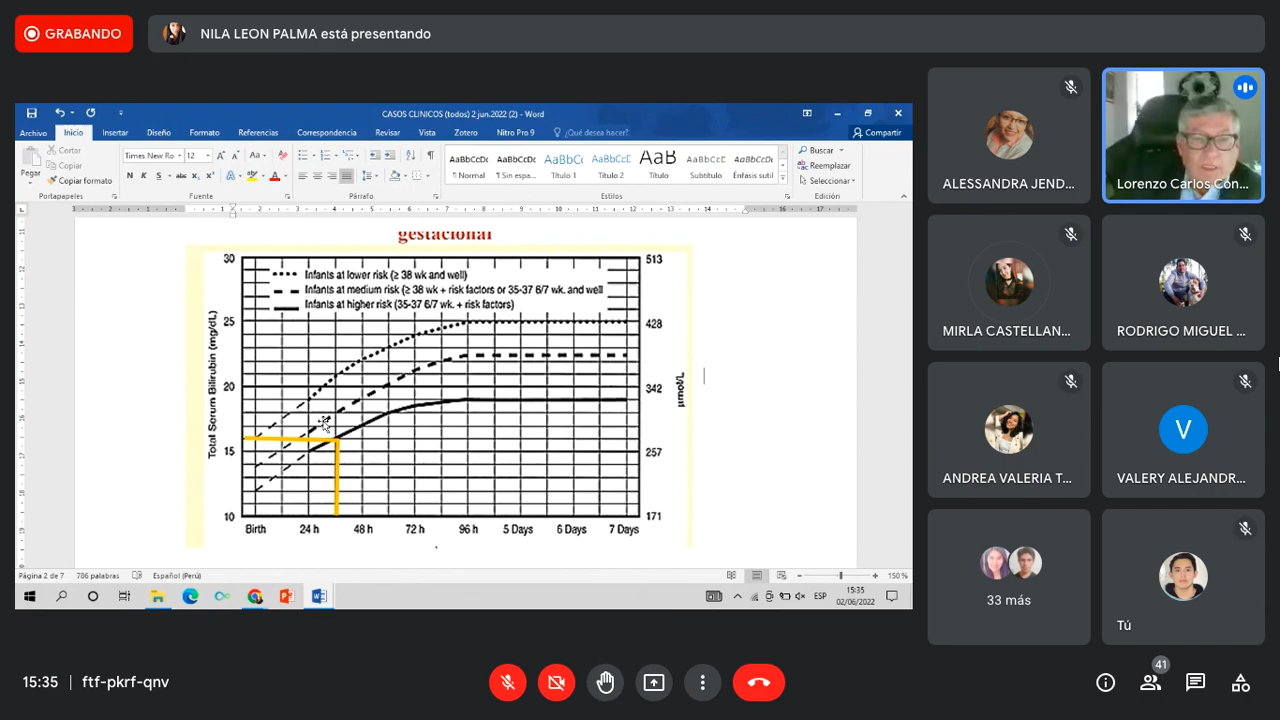 GRABANDO
NILA LEON PALMA está presentando
CASOS CLINICOS (todos) 2 jun.2022 (2) - Word
Archivo Inicio Insertar Diseño Formato Referencias Correspondencia Revisar Vista Zotero Nitro Pro 9 ¿Qué desea hacer? Compartir
Pegar
Cortar
Copiar
Copiar formato
Times New Ro 12
N K S abc x₂ x²
AaBbCcDc AaBbCcDc AaBbC AaBbCc AaB AaBbCcC AaBbCcDc
¶ Normal ¶ Sin espa... Título 1 Título 2 Título Subtítulo Énfasis sutil
Buscar
Reemplazar
Seleccionar
Portapapeles Fuente Párrafo Estilos Edición
gestacional
Infants at lower risk (≥ 38 wk and well)
Infants at medium risk (≥ 38 wk + risk factors or 35-37 6/7 wk. and well
Infants at higher risk (35-37 6/7 wk. + risk factors)
Total Serum Bilirubin (mg/dL)
30
25
20
15
10
513
428
342
257
171
µmol/L
Birth 24 h 48 h 72 h 96 h 5 Days 6 Days 7 Days
Página 2 de 7 786 palabras Español (Perú) 150 %
ESP
15:35
02/06/2022
ALESSANDRA JEND...
Lorenzo Carlos Con...
MIRLA CASTELLAN...
RODRIGO MIGUEL ...
ANDREA VALERIA T...
V
VALERY ALEJANDR...
33 más
Tú
15:35 | ftf-pkrf-qnv
41